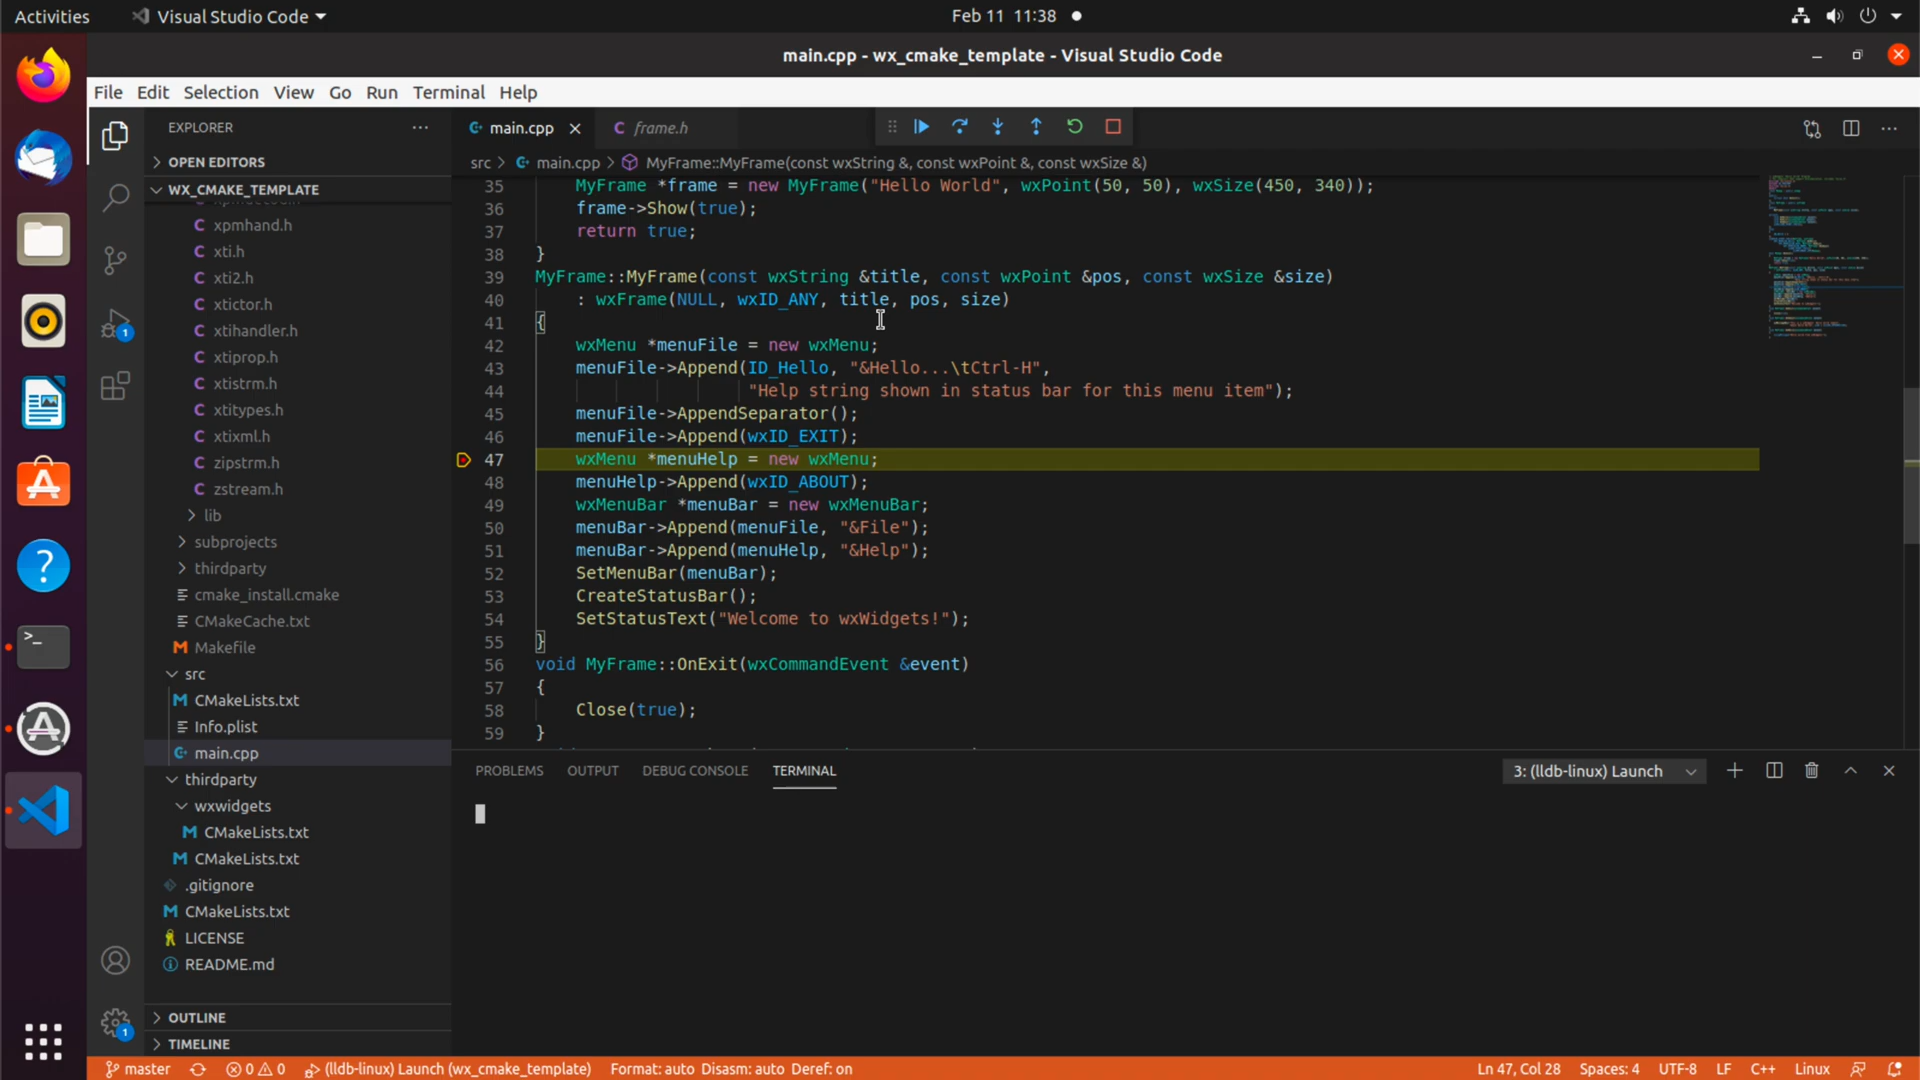 Activities
Visual Studio Code
Feb 11 11:38
main.cpp - wx_cmake_template - Visual Studio Code
File Edit Selection View Go Run Terminal Help
EXPLORER
OPEN EDITORS
WX_CMAKE_TEMPLATE
xpmhand.h
xti.h
xti2.h
xtictor.h
xtihandler.h
xtiprop.h
xtistrm.h
xtitypes.h
xtixml.h
zipstrm.h
zstream.h
lib
subprojects
thirdparty
cmake_install.cmake
CMakeCache.txt
Makefile
src
CMakeLists.txt
Info.plist
main.cpp
thirdparty
wxwidgets
CMakeLists.txt
CMakeLists.txt
.gitignore
CMakeLists.txt
LICENSE
README.md
OUTLINE
TIMELINE
1
1
main.cpp
frame.h
src > main.cpp > MyFrame::MyFrame(const wxString &, const wxPoint &, const wxSize &)
35 MyFrame *frame = new MyFrame("Hello World", wxPoint(50, 50), wxSize(450, 340));
36 frame->Show(true);
37 return true;
38 }
39 MyFrame::MyFrame(const wxString &title, const wxPoint &pos, const wxSize &size)
40 : wxFrame(NULL, wxID_ANY, title, pos, size)
41 {
42 wxMenu *menuFile = new wxMenu;
43 menuFile->Append(ID_Hello, "&Hello...\tCtrl-H",
44 "Help string shown in status bar for this menu item");
45 menuFile->AppendSeparator();
46 menuFile->Append(wxID_EXIT);
47 wxMenu *menuHelp = new wxMenu;
48 menuHelp->Append(wxID_ABOUT);
49 wxMenuBar *menuBar = new wxMenuBar;
50 menuBar->Append(menuFile, "&File");
51 menuBar->Append(menuHelp, "&Help");
52 SetMenuBar(menuBar);
53 CreateStatusBar();
54 SetStatusText("Welcome to wxWidgets!");
55 }
56 void MyFrame::OnExit(wxCommandEvent &event)
57 {
58 Close(true);
59 }
PROBLEMS OUTPUT DEBUG CONSOLE TERMINAL
3: (lldb-linux) Launch
master
0 0
(lldb-linux) Launch (wx_cmake_template)
Format: auto Disasm: auto Deref: on
Ln 47, Col 28 Spaces: 4 UTF-8 LF C++ Linux